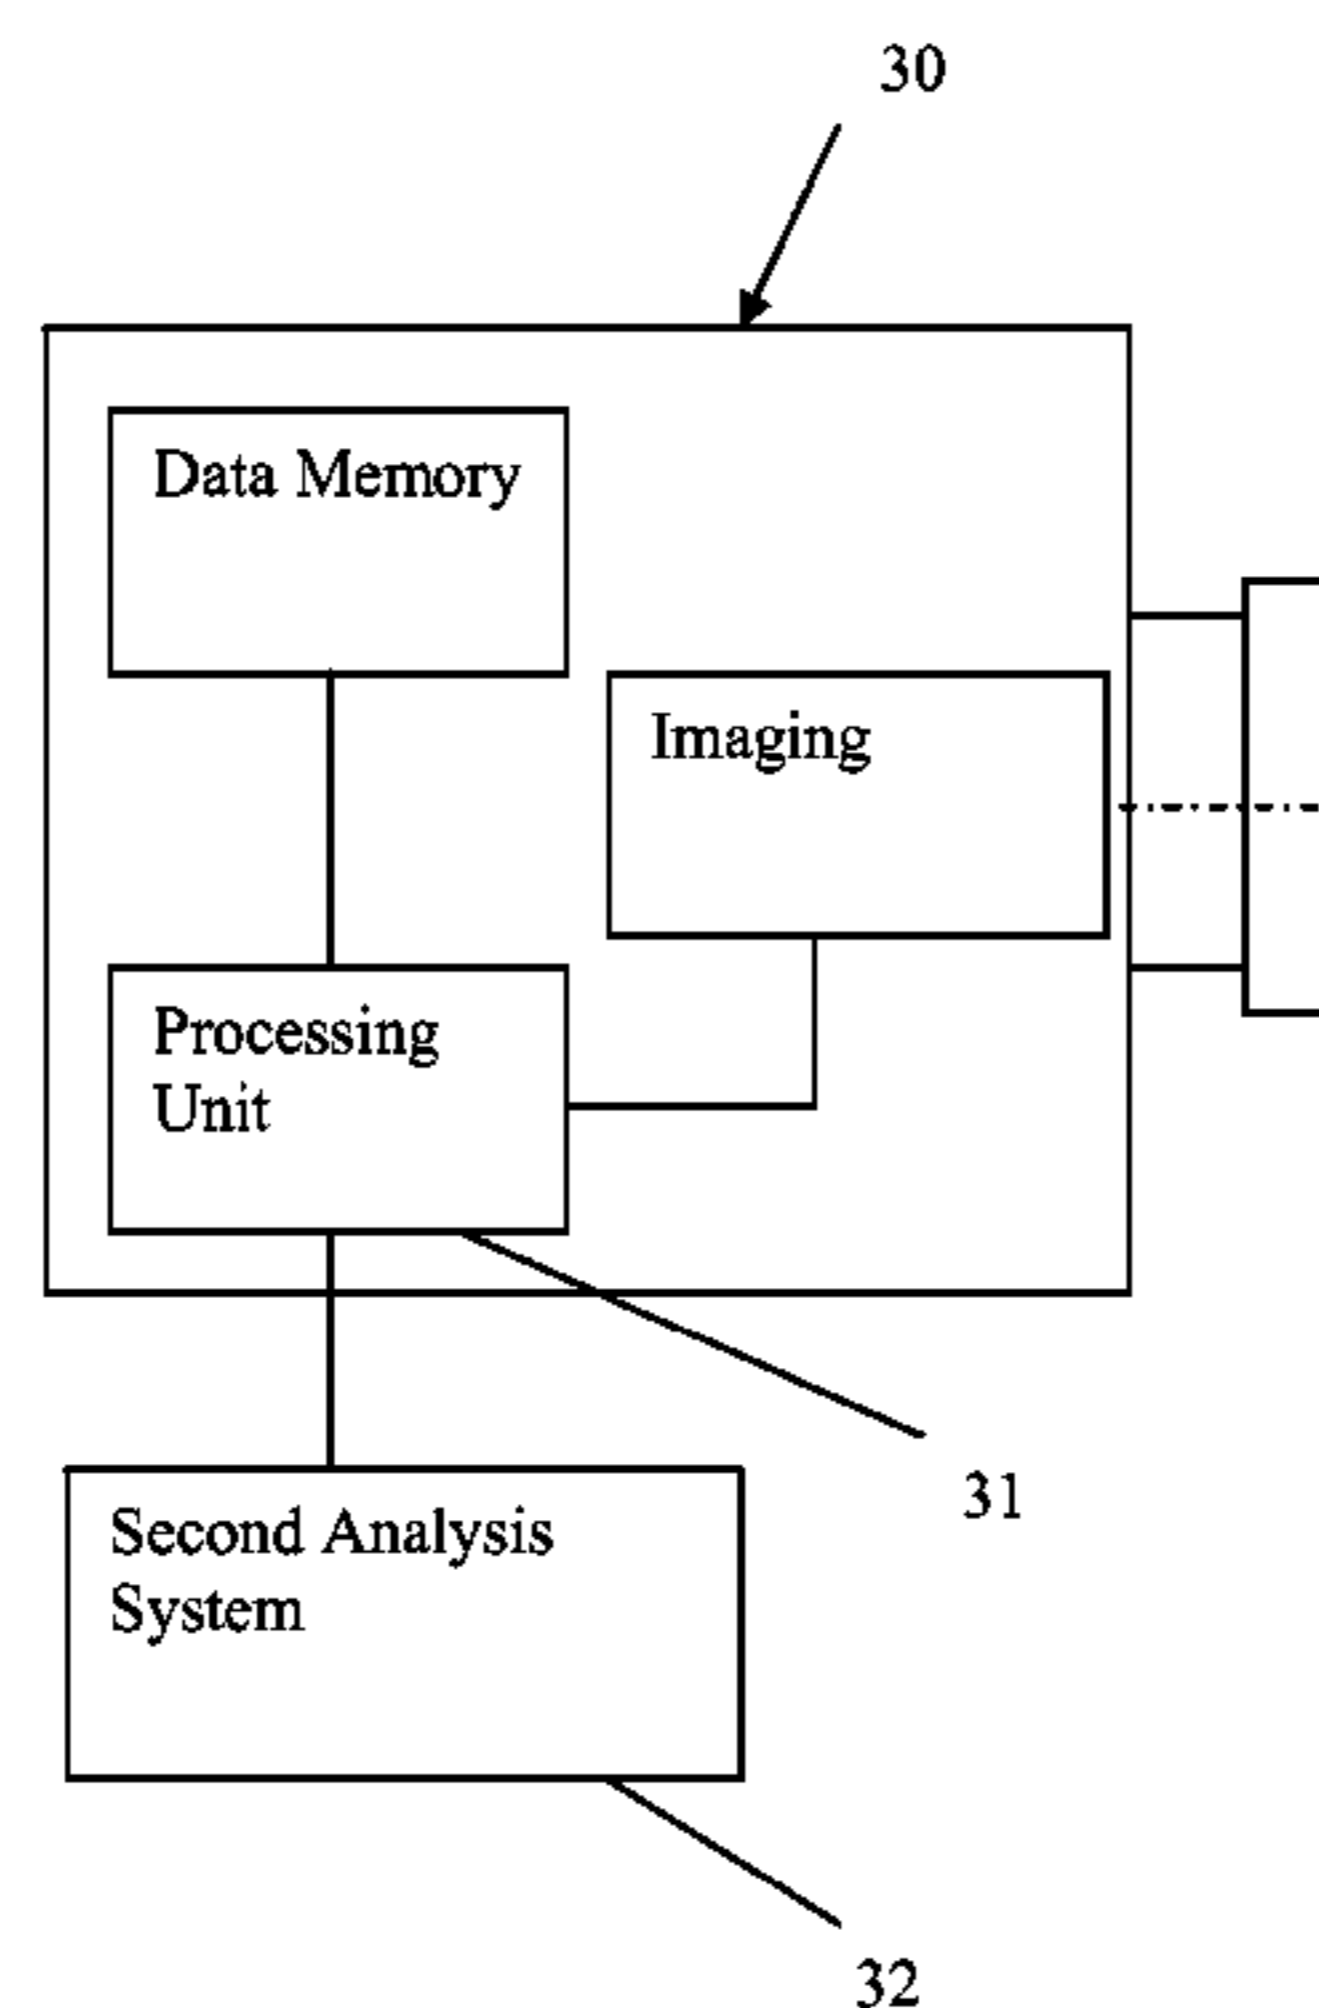 30
Data Memory
Imaging
Processing
Unit
31
Second Analysis
System
32